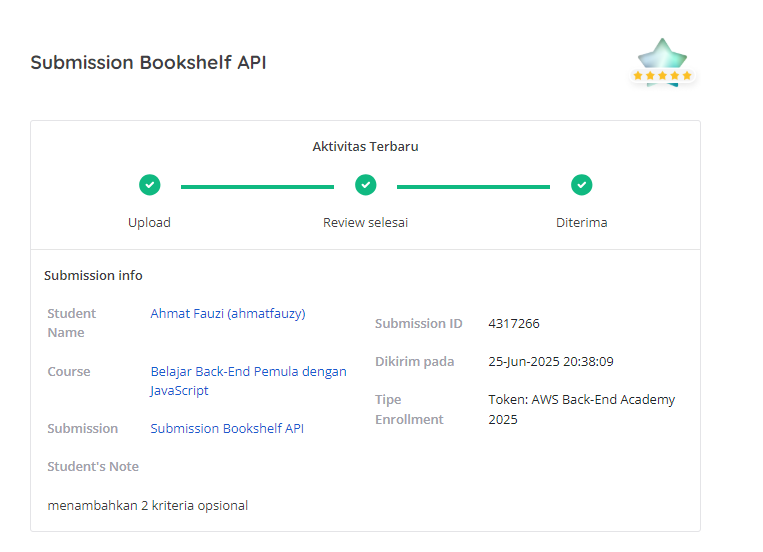 Submission Bookshelf API
Aktivitas Terbaru
Upload
Review selesai
Diterima
Submission info
Student
Name
Ahmat Fauzi (ahmatfauzy)
Course
Belajar Back-End Pemula dengan
JavaScript
Submission
Submission Bookshelf API
Student's Note
menambahkan 2 kriteria opsional
Submission ID
4317266
Dikirim pada
25-Jun-2025 20:38:09
Tipe
Enrollment
Token: AWS Back-End Academy
2025